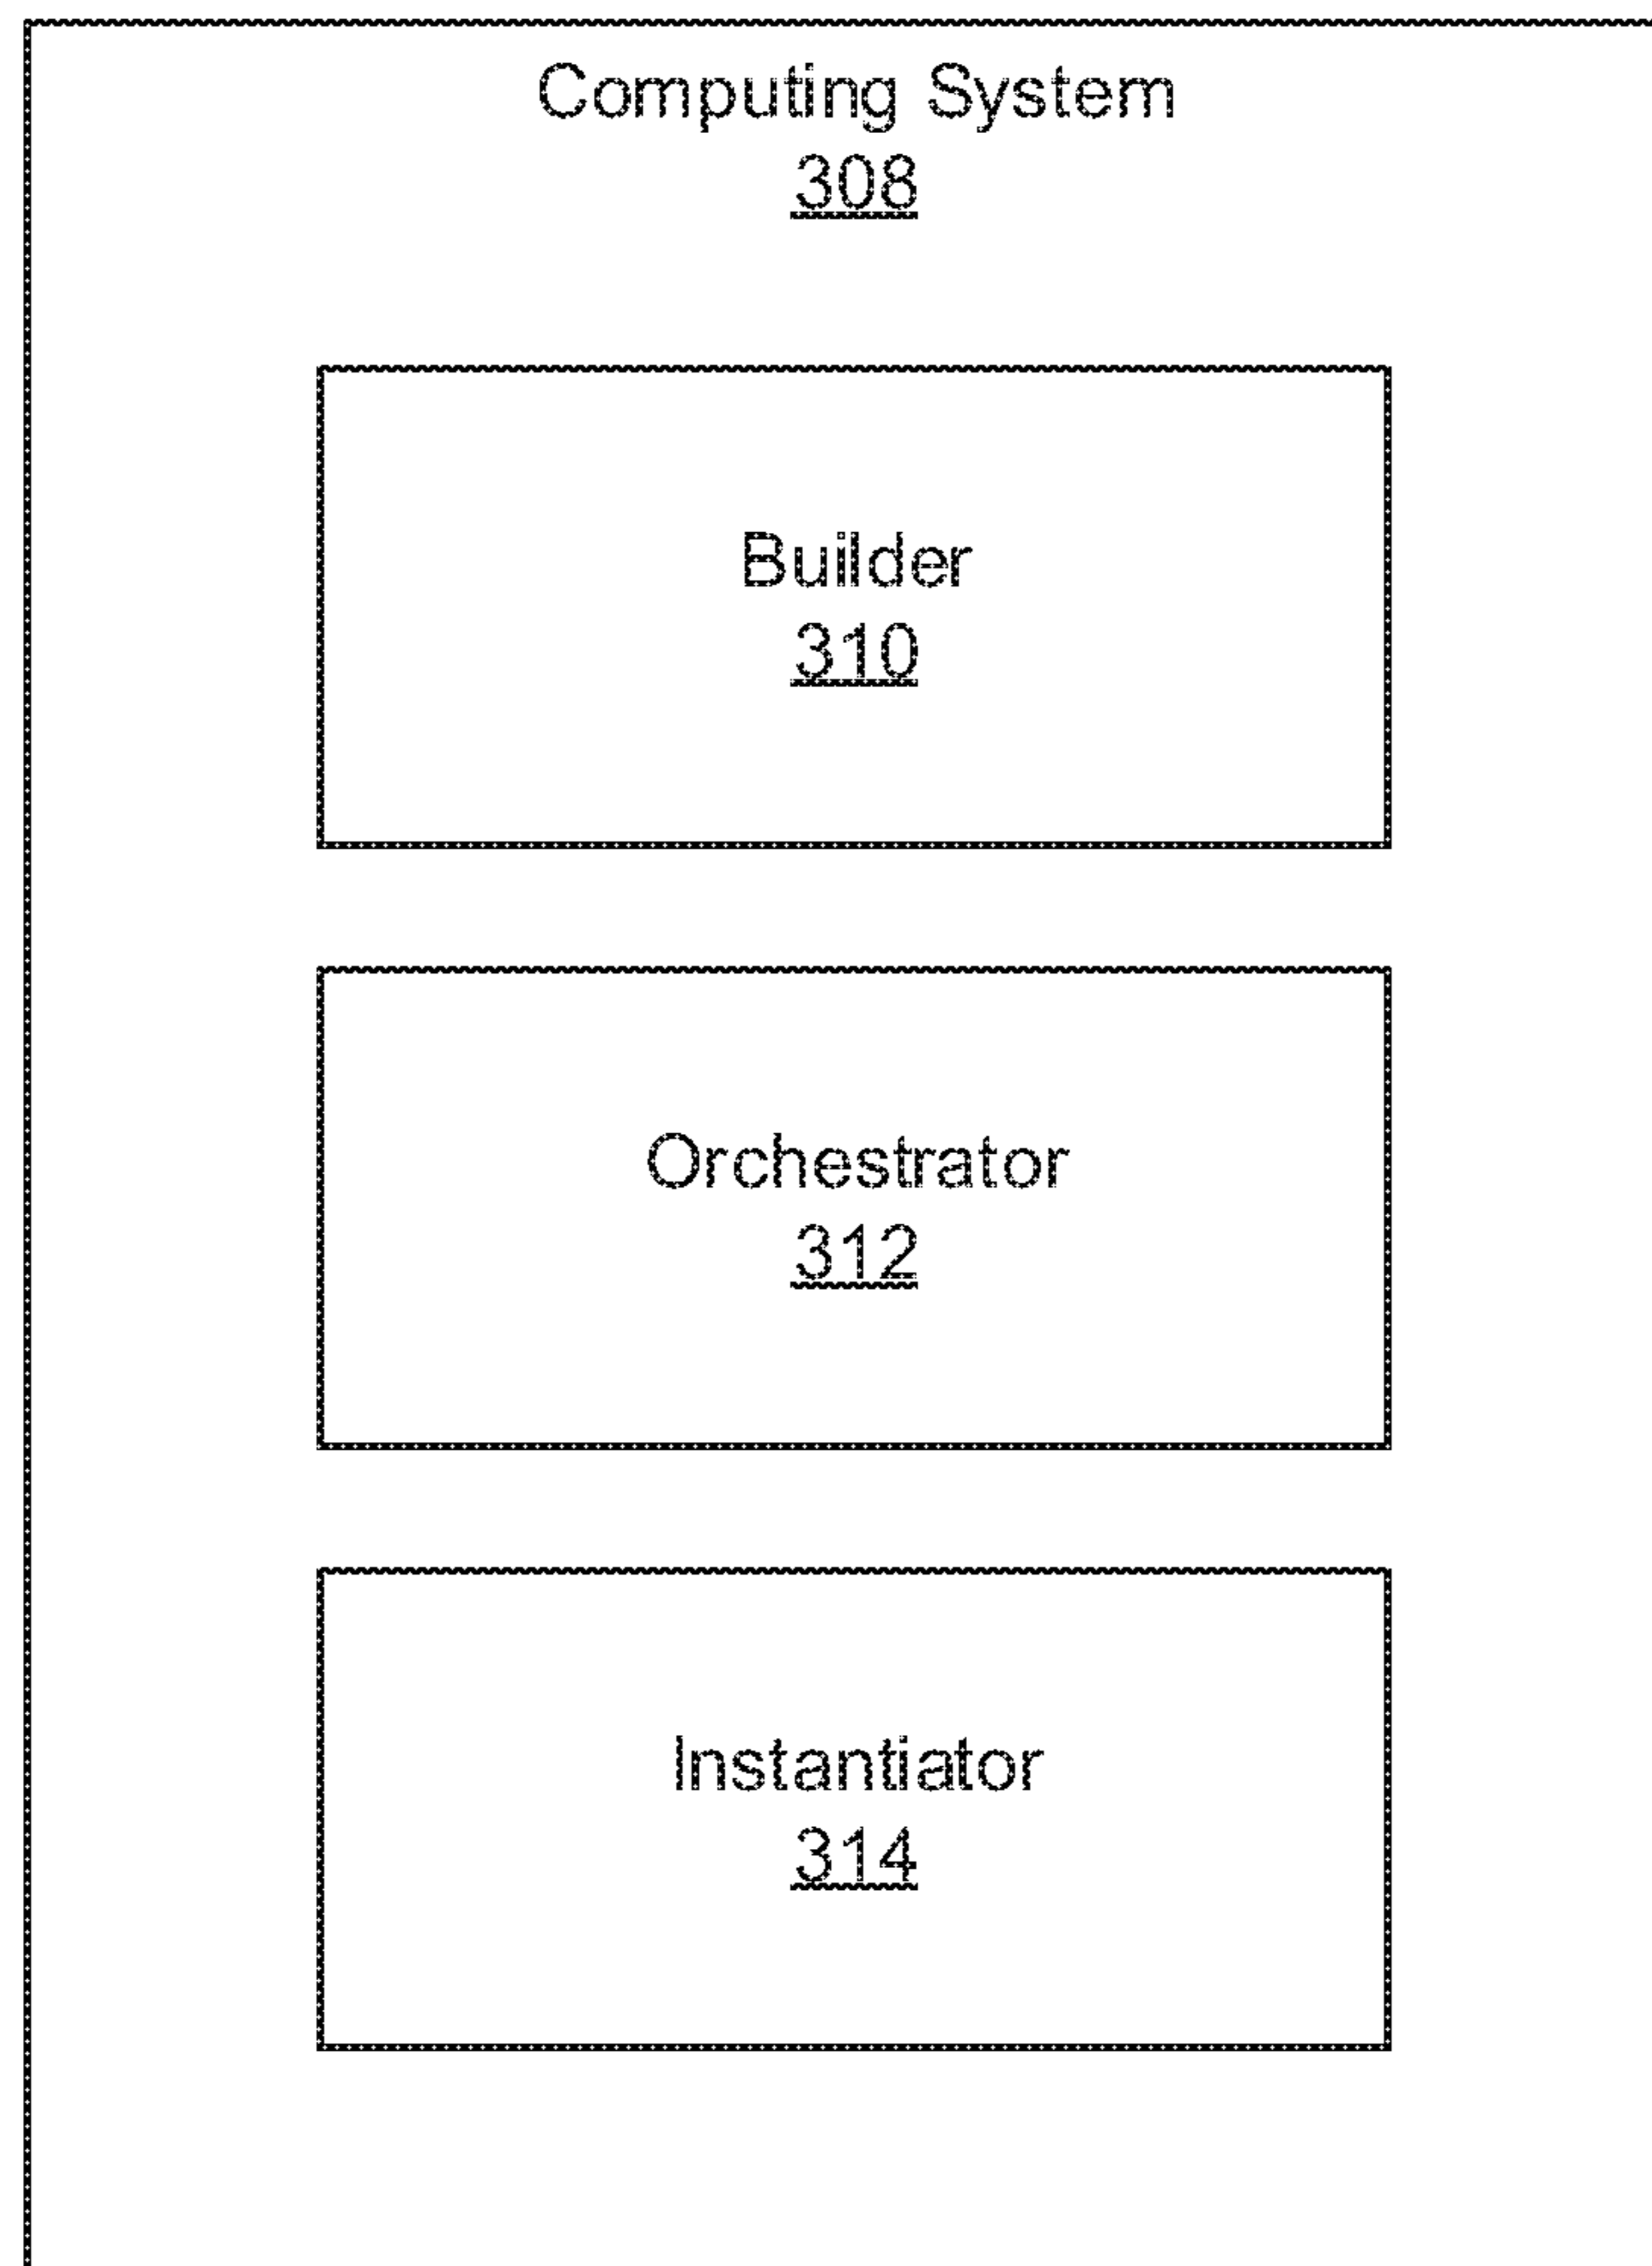 Computing System
308
Builder
310
Orchestrator
312
Instantiator
314